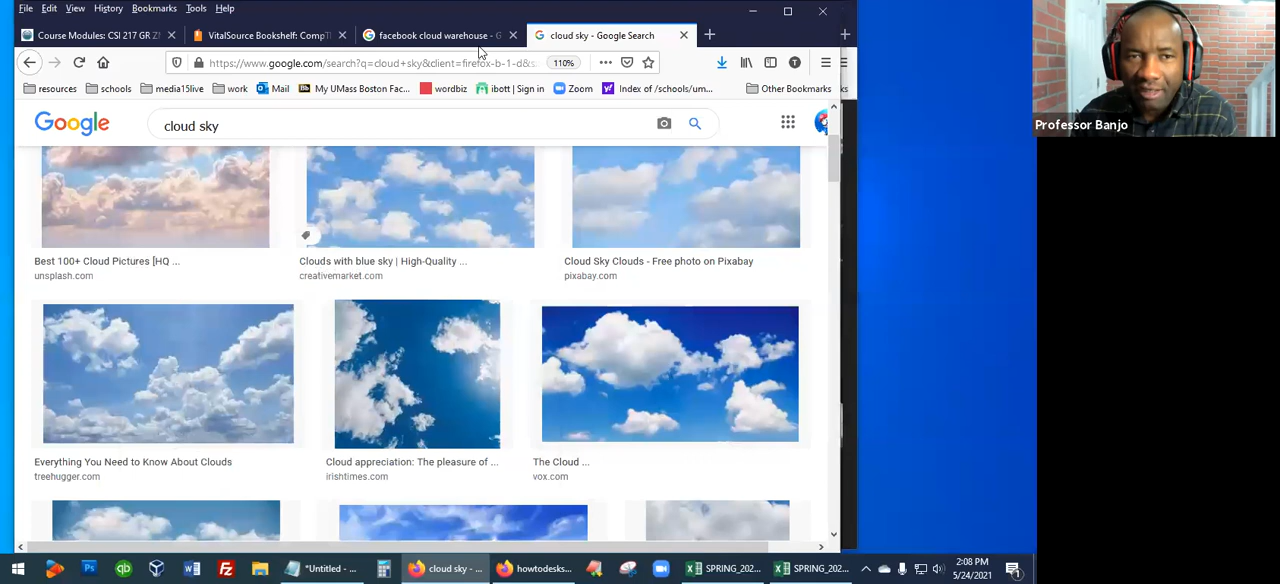 File Edit View History Bookmarks Tools Help
Course Modules: CSI 217 GR Z
VitalSource Bookshelf: CompT
facebook cloud warehouse - G
cloud sky - Google Search
https://www.google.com/search?q=cloud+sky&client=firefox-b-1-d&s
110%
resources schools media15live work Mail My UMass Boston Fac... wordbiz ibott | Sign in Zoom Index of /schools/um... Other Bookmarks
Google
cloud sky
Best 100+ Cloud Pictures [HQ ...
unsplash.com
Clouds with blue sky | High-Quality ...
creativemarket.com
Cloud Sky Clouds - Free photo on Pixabay
pixabay.com
Everything You Need to Know About Clouds
treehugger.com
Cloud appreciation: The pleasure of ...
irishtimes.com
The Cloud ...
vox.com
Professor Banjo
*Untitled - ...
cloud sky - ...
howtodesks...
SPRING_202...
SPRING_202...
2:08 PM
5/24/2021